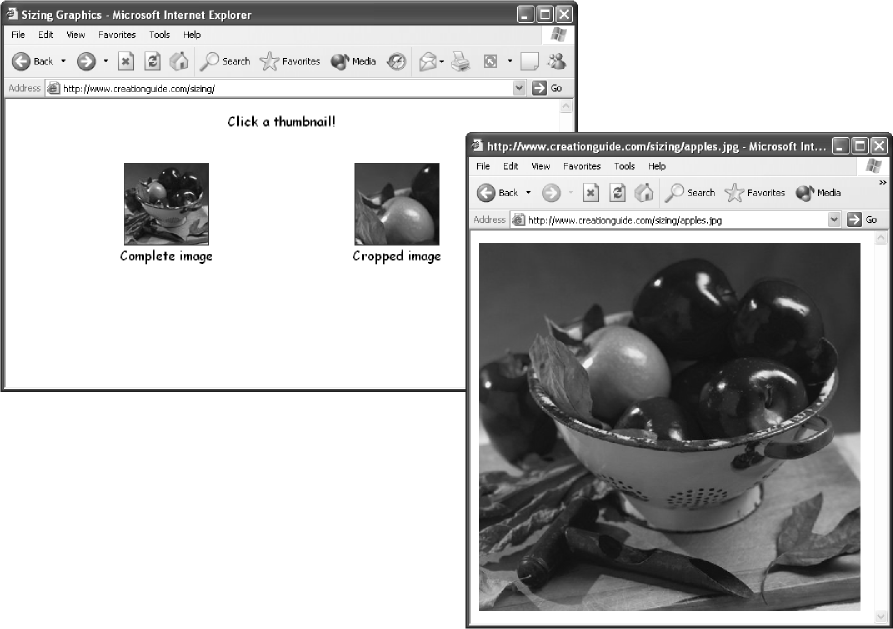 Sizing Graphics - Microsoft Internet Explorer
File Edit View Favorites Tools Help
Back Search Favorites Media
Address http://www.creationguide.com/sizing/ Go
Click a thumbnail!
Complete image Cropped image
http://www.creationguide.com/sizing/apples.jpg - Microsoft Int...
File Edit View Favorites Tools Help
Back Search Favorites Media »
Address http://www.creationguide.com/sizing/apples.jpg Go